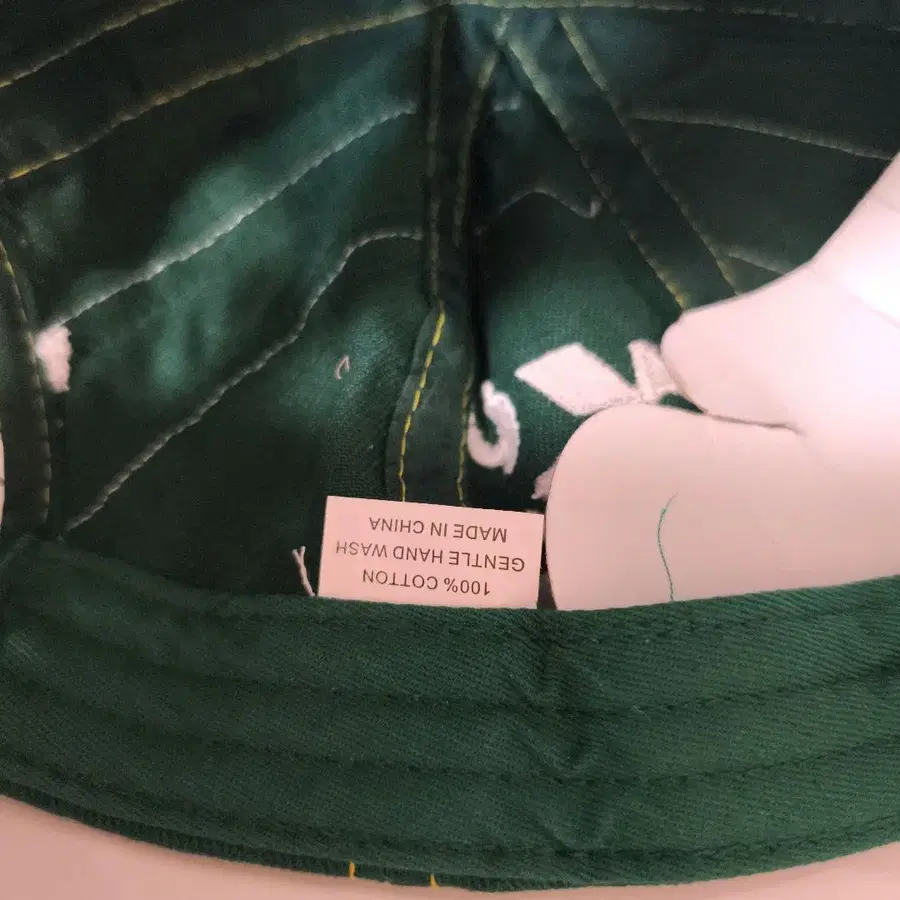 100% COTTON
GENTLE HAND WASH
MADE IN CHINA